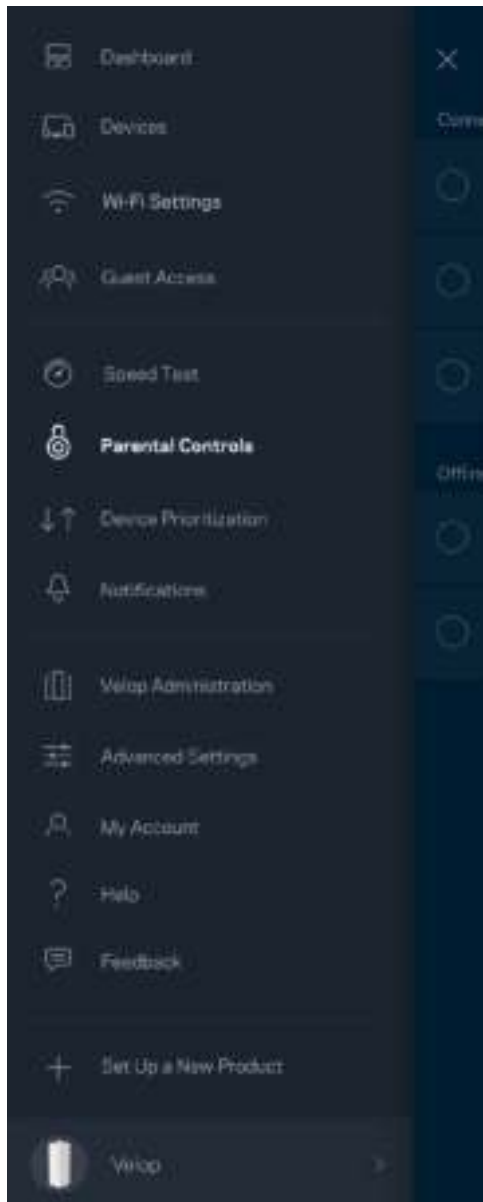 Dashboard
Devices
Wi-Fi Settings
Guest Access
Speed Test
Parental Controls
Device Prioritization
Notifications
Velop Administration
Advanced Settings
My Account
Help
Feedback
Set Up a New Product
Velop